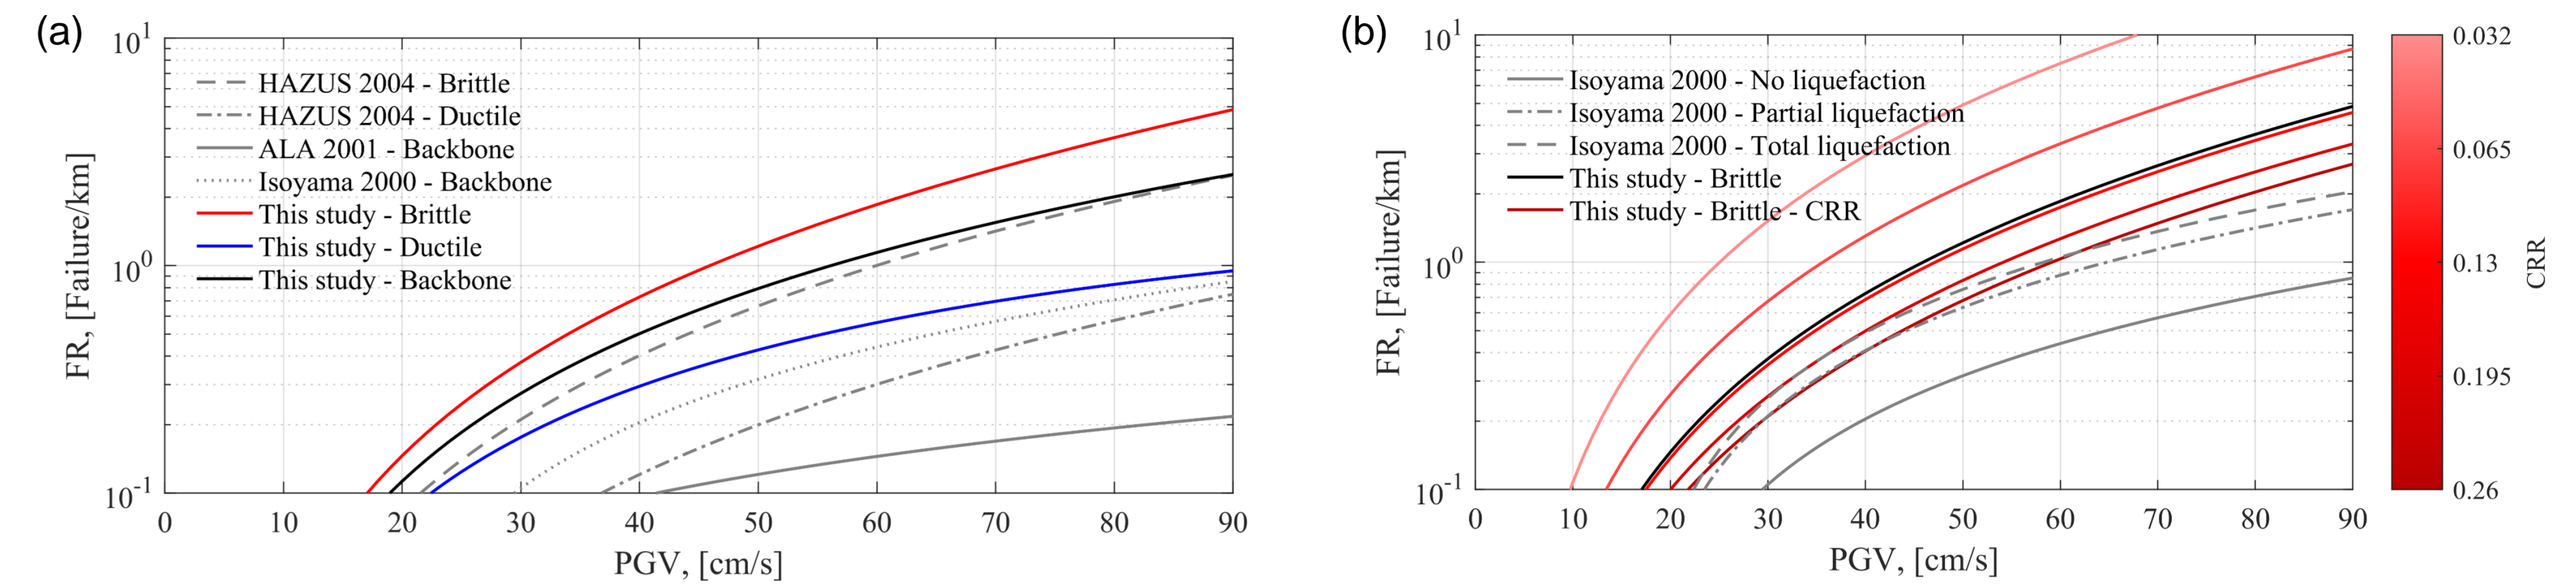 (a)
10^1
10^0
10^-1
FR, [Failure/km]
HAZUS 2004 - Brittle
HAZUS 2004 - Ductile
ALA 2001 - Backbone
Isoyama 2000 - Backbone
This study - Brittle
This study - Ductile
This study - Backbone
0 10 20 30 40 50 60 70 80 90
PGV, [cm/s]
(b)
10^1
10^0
10^-1
FR, [Failure/km]
Isoyama 2000 - No liquefaction
Isoyama 2000 - Partial liquefaction
Isoyama 2000 - Total liquefaction
This study - Brittle
This study - Brittle - CRR
0 10 20 30 40 50 60 70 80 90
PGV, [cm/s]
0.032
0.065
0.13
0.195
0.26
CRR